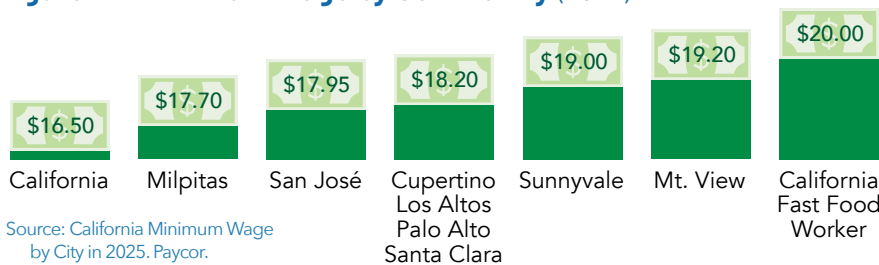 $16.50
$17.70
$17.95
$18.20
$19.00
$19.20
$20.00
California
Milpitas
San José
Cupertino
Los Altos
Palo Alto
Santa Clara
Sunnyvale
Mt. View
California
Fast Food
Worker
Source: California Minimum Wage
by City in 2025. Paycor.